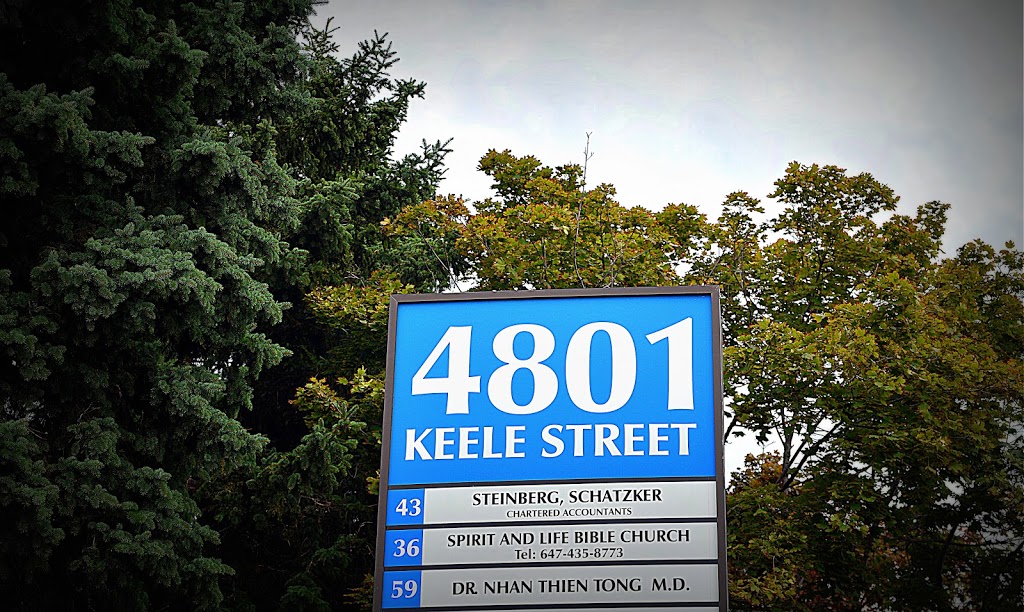 4801
KEELE STREET
43 STEINBERG, SCHATZKER
CHARTERED ACCOUNTANTS
36 SPIRIT AND LIFE BIBLE CHURCH
Tel: 647-435-8773
59 DR. NHAN THIEN TONG M.D.